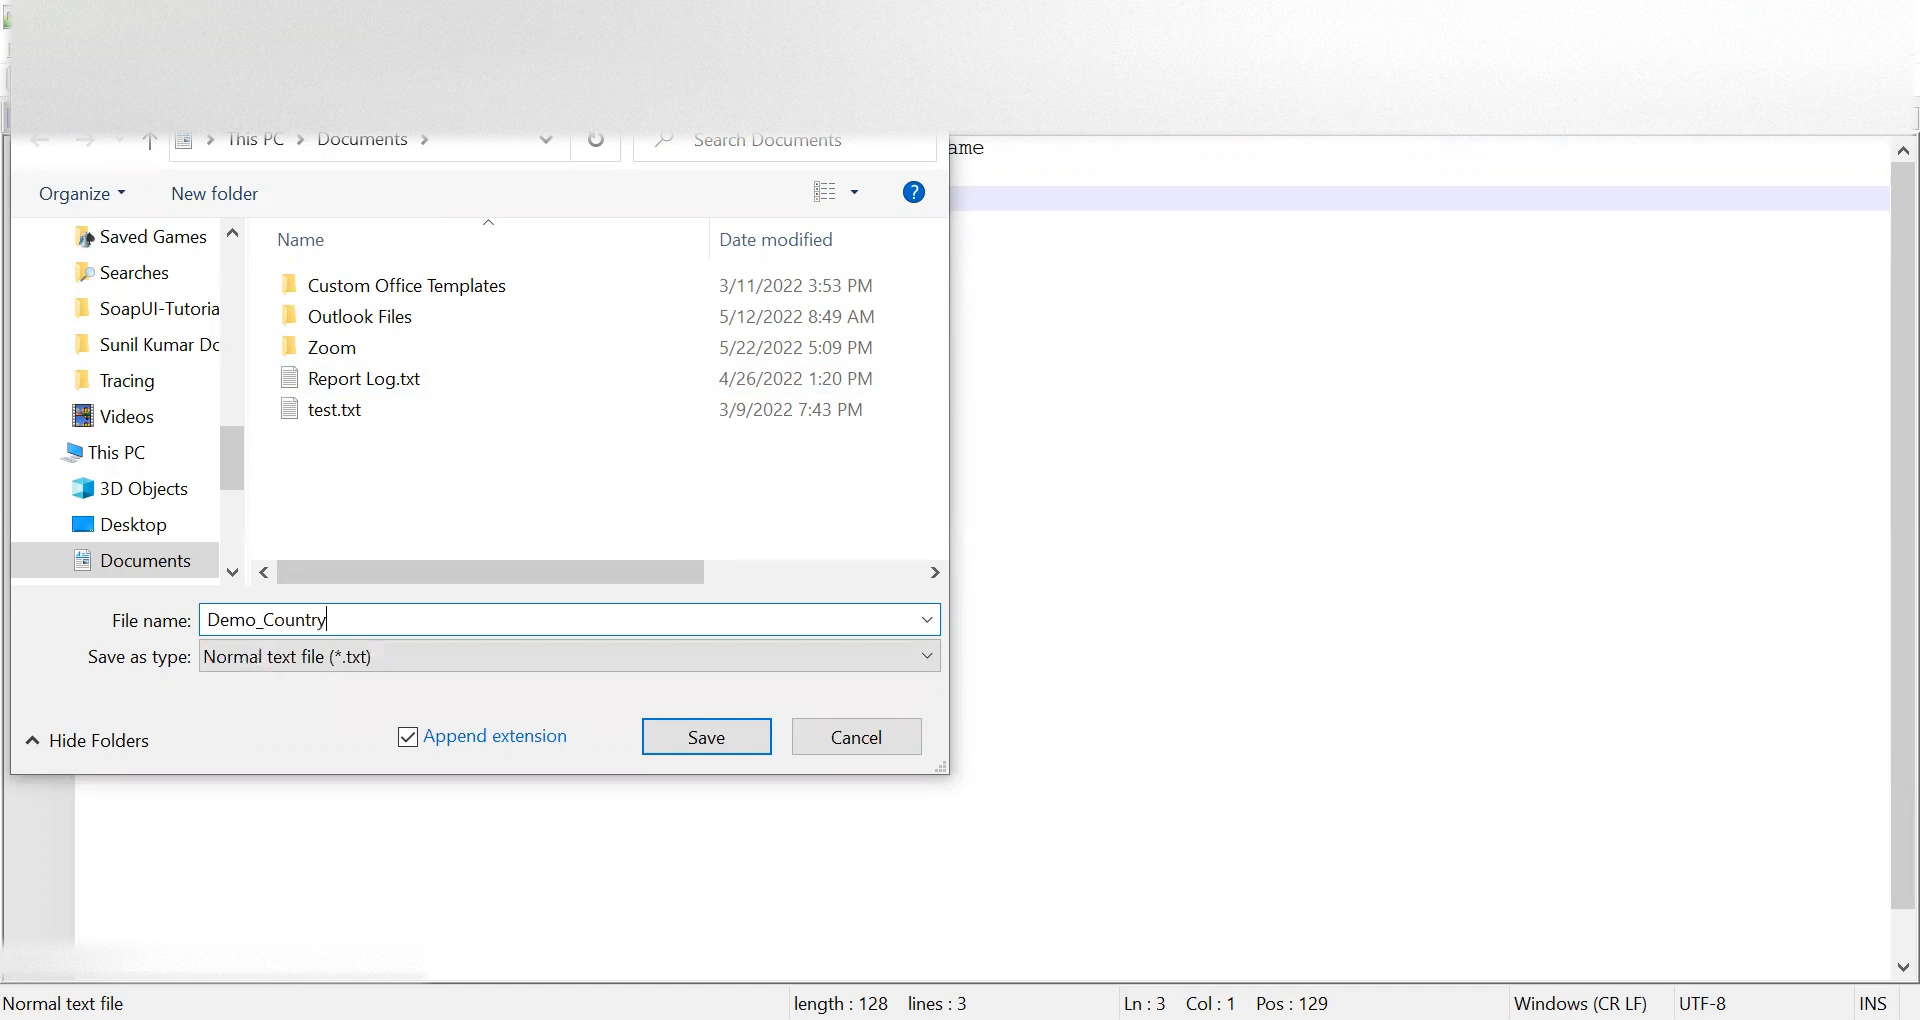 This PC > Documents >
Search Documents
ame
Organize
New folder
?
Name
Date modified
Saved Games
Searches
SoapUI-Tutoria
Sunil Kumar Dc
Tracing
Videos
This PC
3D Objects
Desktop
Documents
Custom Office Templates 3/11/2022 3:53 PM
Outlook Files 5/12/2022 8:49 AM
Zoom 5/22/2022 5:09 PM
Report Log.txt 4/26/2022 1:20 PM
test.txt 3/9/2022 7:43 PM
File name: Demo_Country
Save as type: Normal text file (*.txt)
Hide Folders
Append extension
Save
Cancel
Normal text file length : 128 lines : 3 Ln : 3 Col : 1 Pos : 129 Windows (CR LF) UTF-8 INS